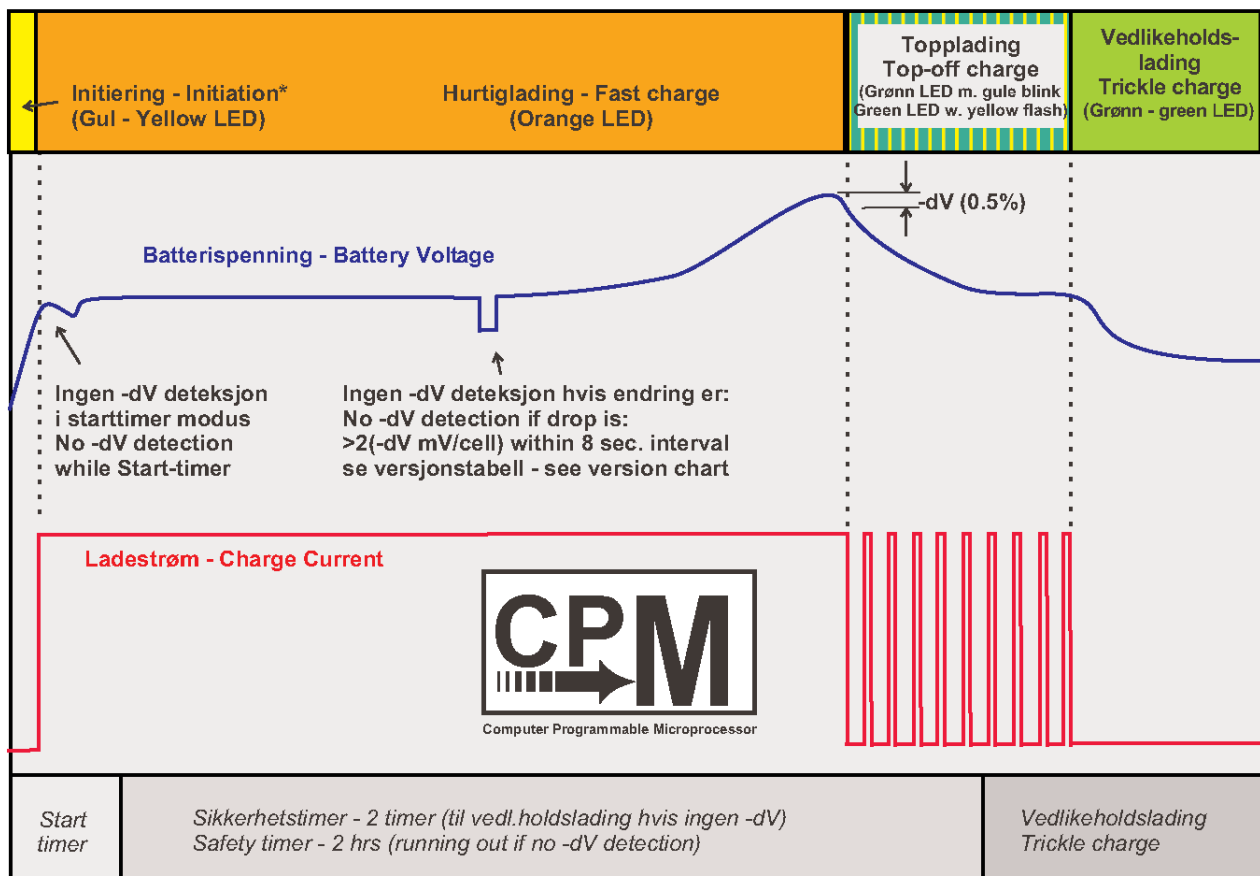 Initiering - Initiation*
(Gul - Yellow LED)
Hurtiglading - Fast charge
(Orange LED)
Topplading
Top-off charge
(Grønn LED m. gule blink
Green LED w. yellow flash)
Vedlikeholds-
lading
Trickle charge
(Grønn - green LED)
-dV (0.5%)
Batterispenning - Battery Voltage
Ingen -dV deteksjon
i starttimer modus
No -dV detection
while Start-timer
Ingen -dV deteksjon hvis endring er:
No -dV detection if drop is:
>2(-dV mV/cell) within 8 sec. interval
se versjonstabell - see version chart
Ladestrøm - Charge Current
CPM
Computer Programmable Microprocessor
Start
timer
Sikkerhetstimer - 2 timer (til vedl.holdslading hvis ingen -dV)
Safety timer - 2 hrs (running out if no -dV detection)
Vedlikeholdslading
Trickle charge